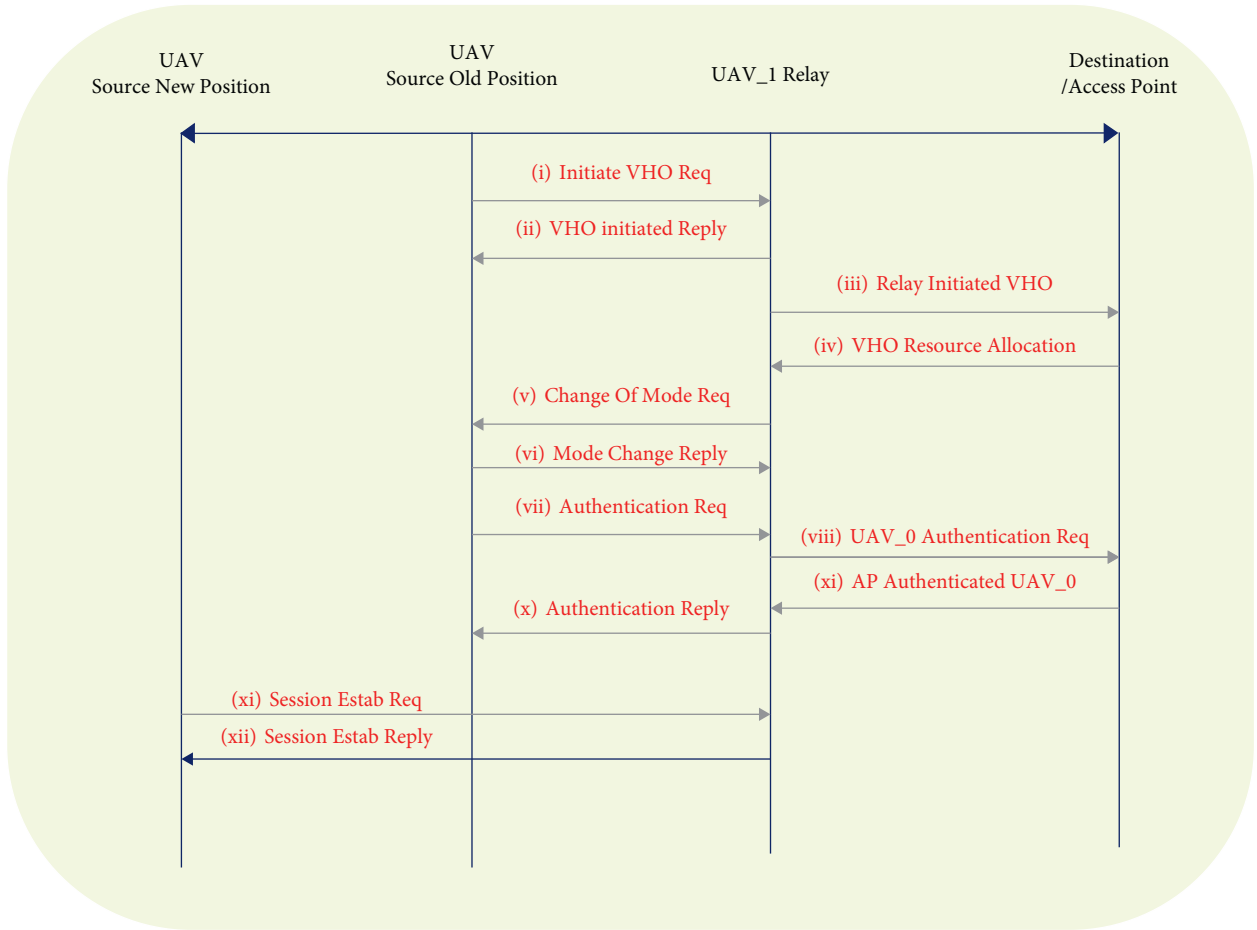 UAV
Source New Position
UAV
Source Old Position
UAV_1 Relay
Destination
/Access Point
(i) Initiate VHO Req
(ii) VHO initiated Reply
(iii) Relay Initiated VHO
(iv) VHO Resource Allocation
(v) Change Of Mode Req
(vi) Mode Change Reply
(vii) Authentication Req
(viii) UAV_0 Authentication Req
(xi) AP Authenticated UAV_0
(x) Authentication Reply
(xi) Session Estab Req
(xii) Session Estab Reply